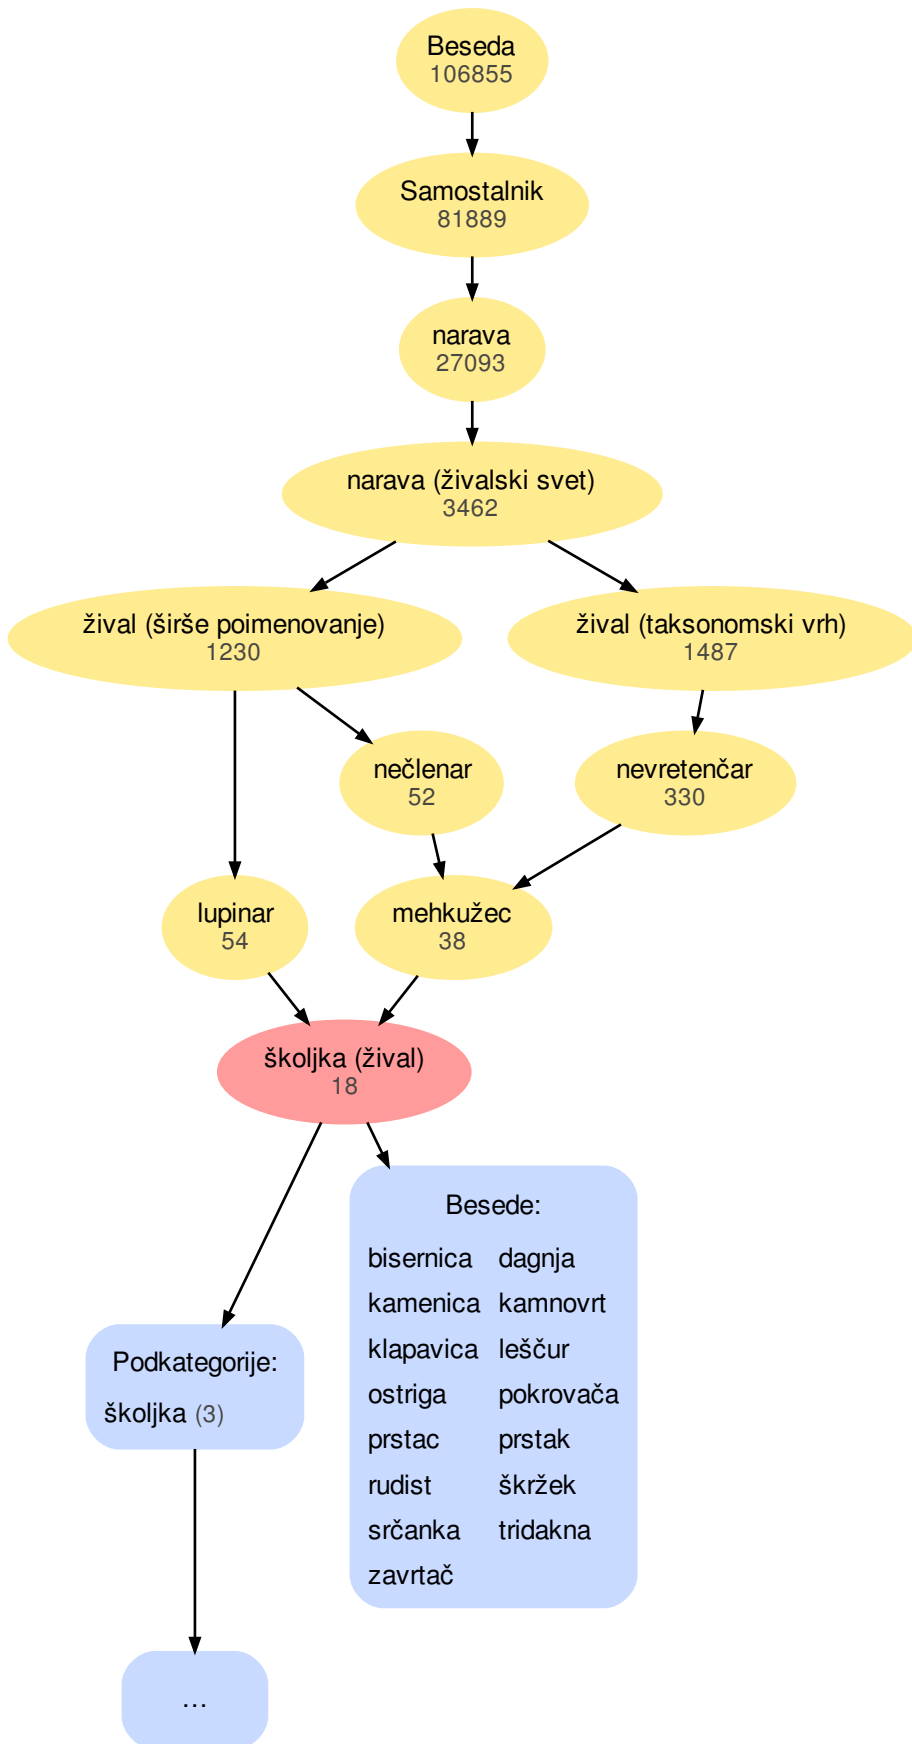 Beseda
106855
Samostalnik
81889
narava
27093
narava (živalski svet)
3462
žival (širše poimenovanje)
1230
žival (taksonomski vrh)
1487
nečlenar
52
nevretenčar
330
lupinar
54
mehkužec
38
školjka (žival)
18
Besede:
bisernica dagnja
kamenica kamnovrt
klapavica leščur
ostriga pokrovača
prstac prstak
rudist škržek
srčanka tridakna
zavrtač
Podkategorije:
školjka (3)
...